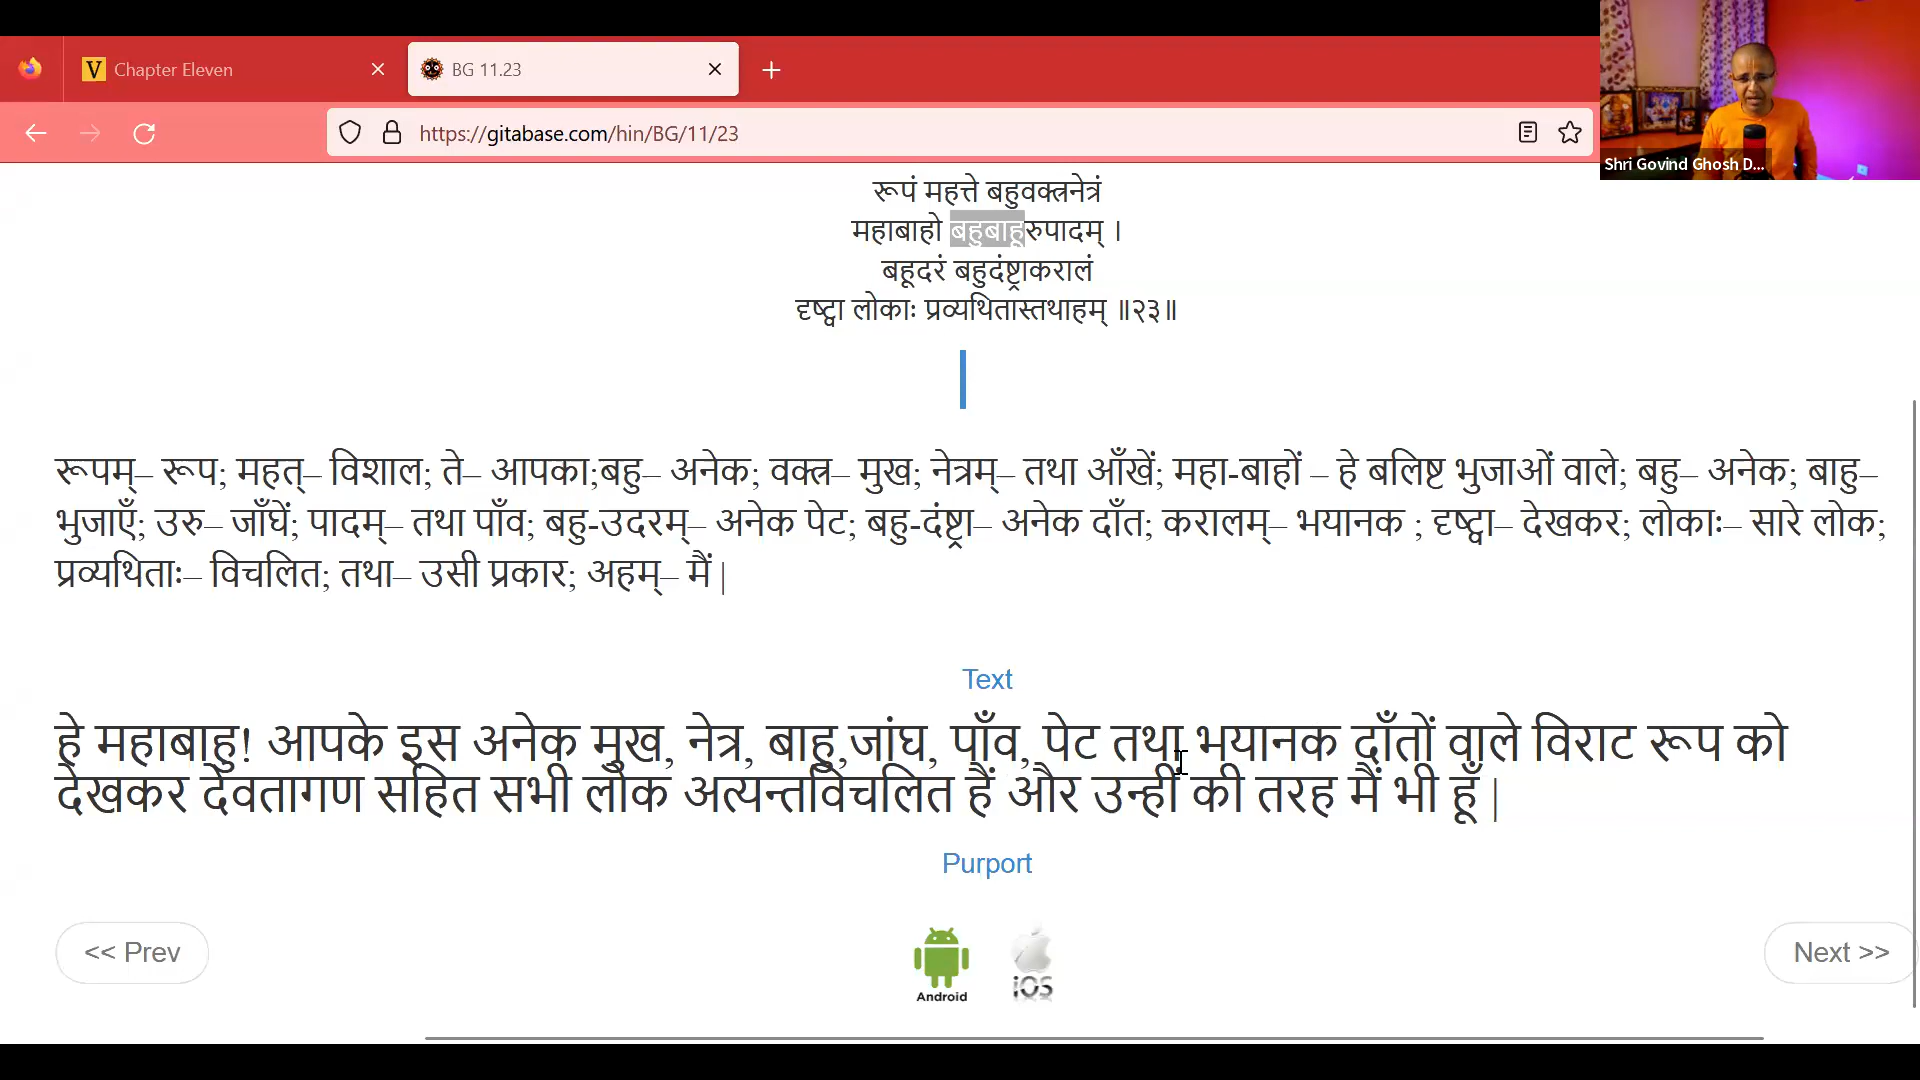 Chapter Eleven
BG 11.23
https://gitabase.com/hin/BG/11/23
Shri Govind Ghosh D...
रूपं महत्ते बहुवक्त्रनेत्रं
महाबाहो बहुबाहूरुपादम् ।
बहूदरं बहुदंष्ट्राकरालं
दृष्ट्वा लोकाः प्रव्यथितास्तथाहम् ॥२३॥
रूपम्– रूप; महत्– विशाल; ते– आपका;बहु– अनेक; वक्त्र– मुख; नेत्रम्– तथा आँखें; महा-बाहों – हे बलिष्ट भुजाओं वाले; बहु– अनेक; बाहु–
भुजाएँ; उरु– जाँघें; पादम्– तथा पाँव; बहु-उदरम्– अनेक पेट; बहु-दंष्ट्रा– अनेक दाँत; करालम्– भयानक ; दृष्ट्वा– देखकर; लोकाः– सारे लोक;
प्रव्यथिताः– विचलित; तथा– उसी प्रकार; अहम्– मैं |
Text
हे महाबाहु! आपके इस अनेक मुख, नेत्र, बाहु,जांघ, पाँव, पेट तथा भयानक दाँतों वाले विराट रूप को
देखकर देवतागण सहित सभी लोक अत्यन्तविचलित हैं और उन्हीं की तरह मैं भी हूँ |
Purport
<< Prev
Android
iOS
Next >>